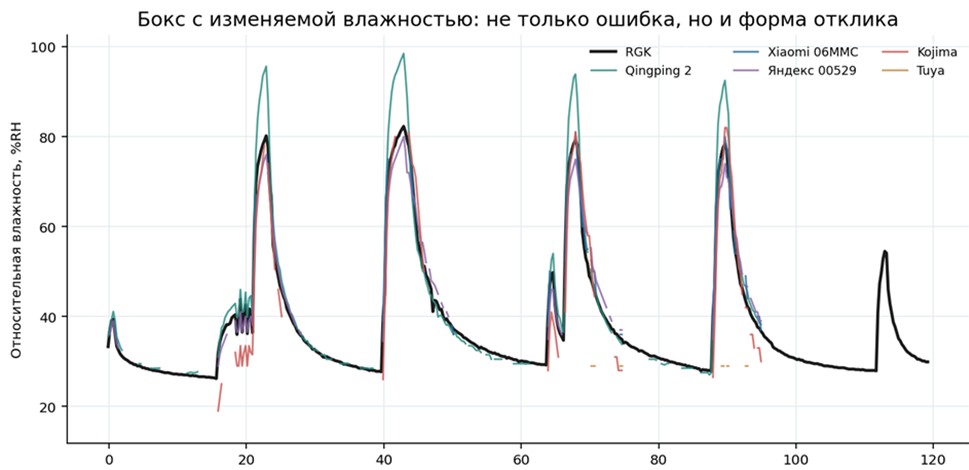 Бокс с изменяемой влажностью: не только ошибка, но и форма отклика
Относительная влажность, %RH
100
80
60
40
20
0
20
40
60
80
100
120
RGK
Qingping 2
Xiaomi 06MMC
Яндекс 00529
Kojima
Tuya